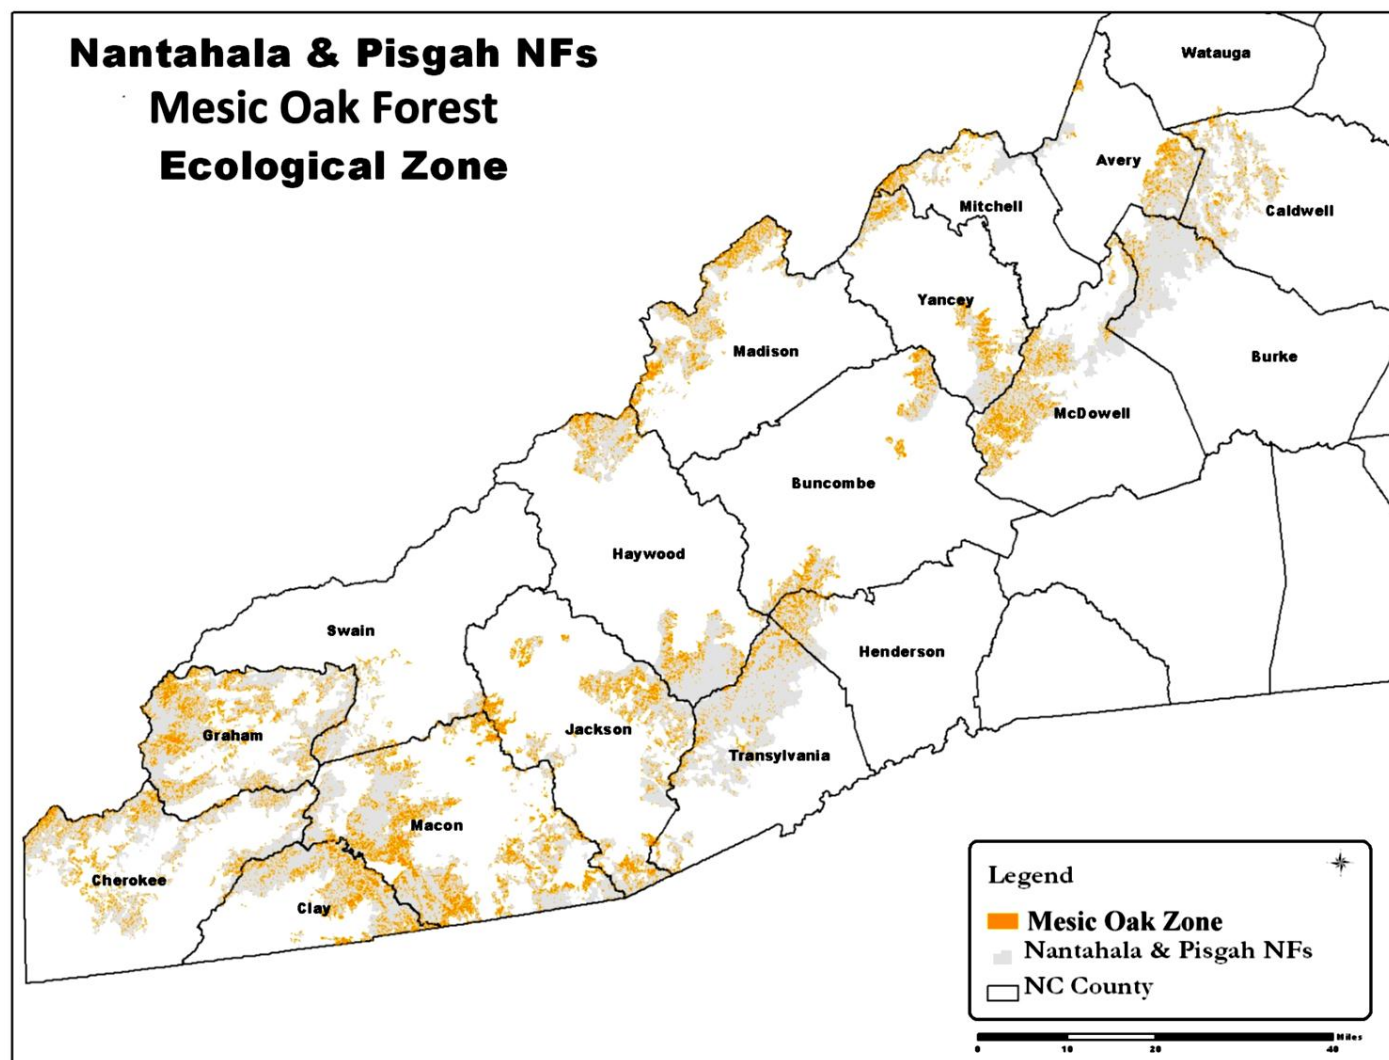 Nantahala & Pisgah NFs
Mesic Oak Forest
Ecological Zone
Watauga
Avery
Mitchell
Caldwell
Yancey
Madison
Burke
McDowell
Buncombe
Haywood
Swain
Henderson
Graham
Jackson
Transylvania
Macon
Cherokee
Clay
Legend
Mesic Oak Zone
Nantahala & Pisgah NFs
NC County
Miles
0 10 20 40